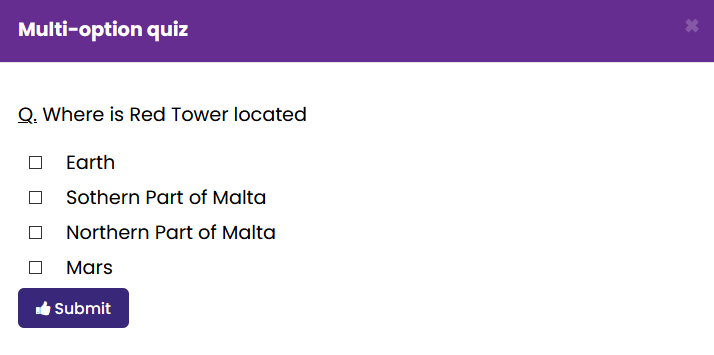 Multi-option quiz
Q. Where is Red Tower located
Earth
Sothern Part of Malta
Northern Part of Malta
Mars
Submit